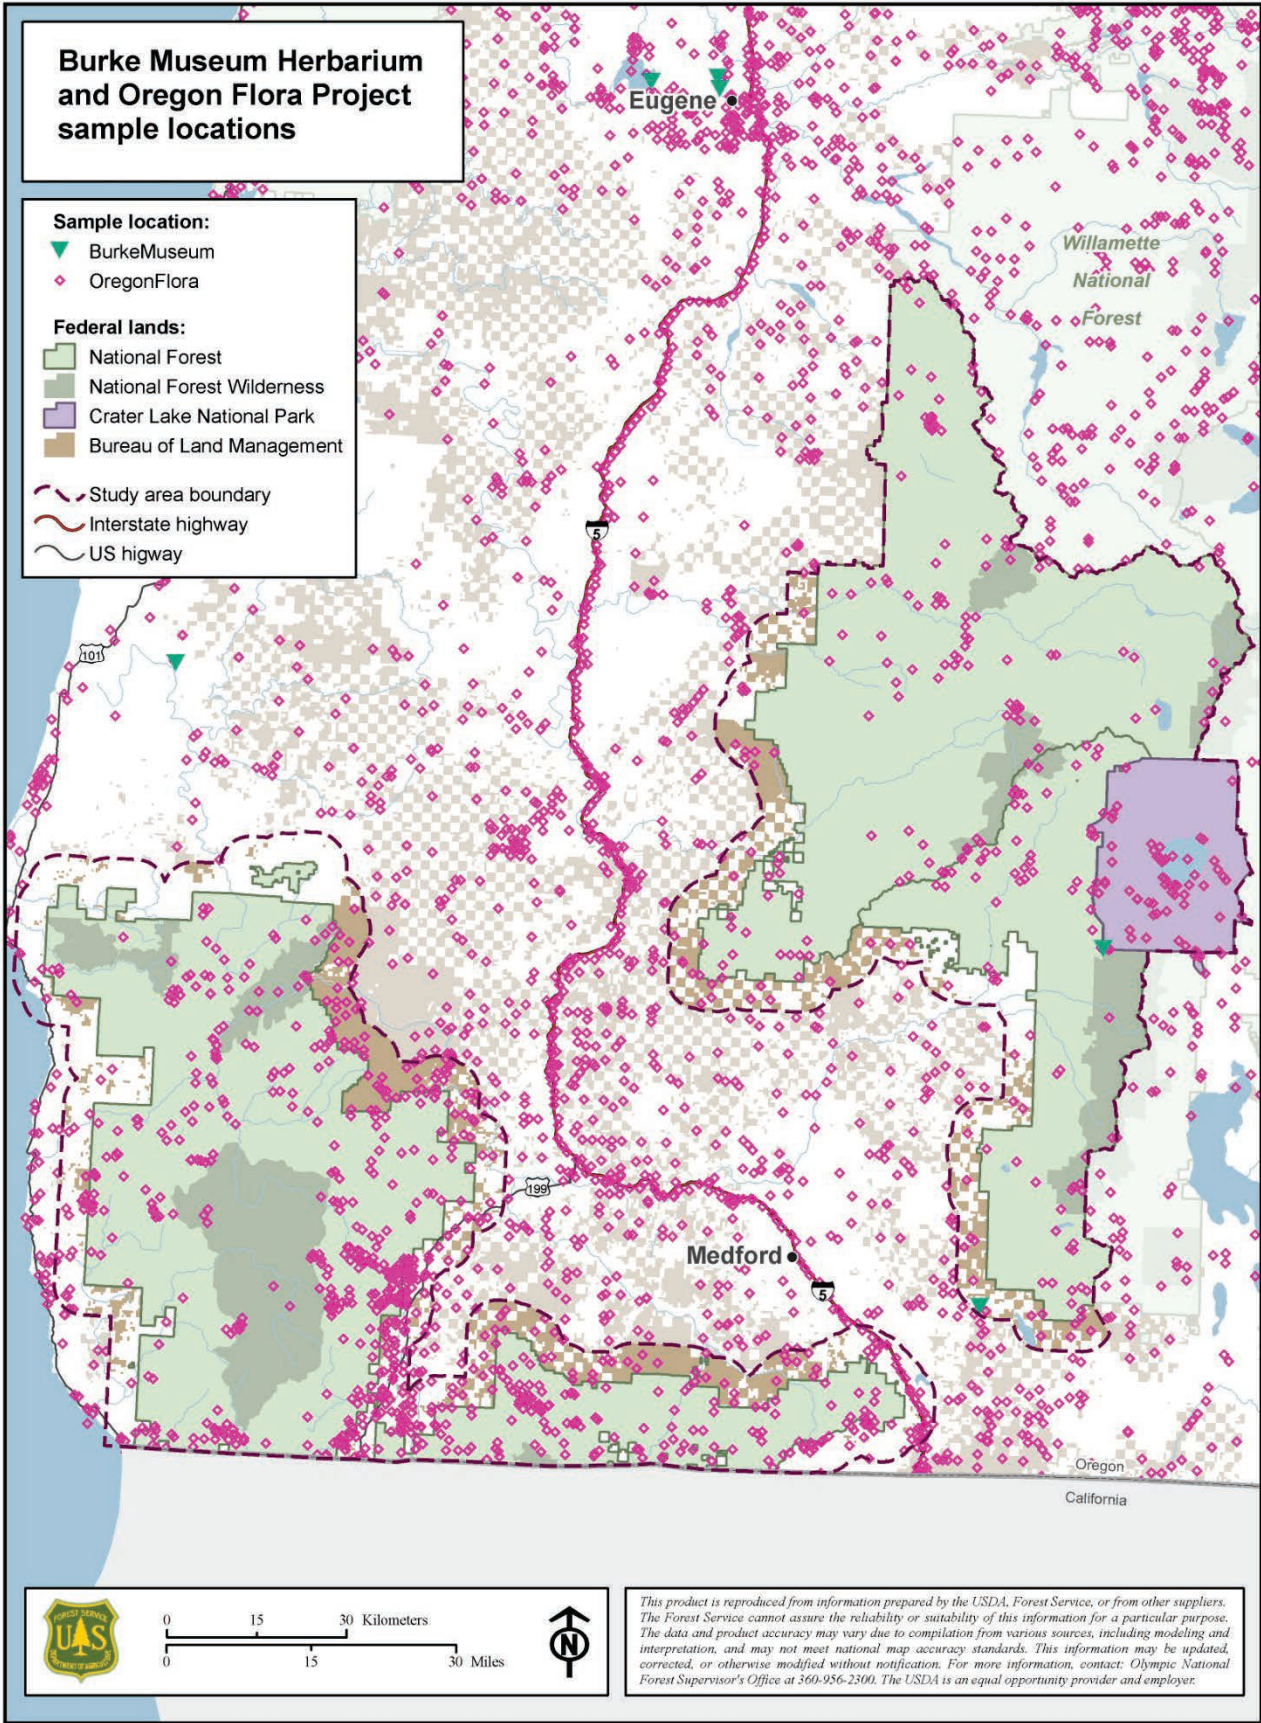 Burke Museum Herbarium
and Oregon Flora Project
sample locations
Sample location:
BurkeMuseum
OregonFlora
Federal lands:
National Forest
National Forest Wilderness
Crater Lake National Park
Bureau of Land Management
Study area boundary
Interstate highway
US higway
Eugene
Willamette
National
Forest
5
101
199
Medford
5
Oregon
California
FOREST SERVICE
U S
DEPARTMENT OF AGRICULTURE
0 15 30 Kilometers
0 15 30 Miles
N
This product is reproduced from information prepared by the USDA, Forest Service, or from other suppliers.
The Forest Service cannot assure the reliability or suitability of this information for a particular purpose.
The data and product accuracy may vary due to compilation from various sources, including modeling and
interpretation, and may not meet national map accuracy standards. This information may be updated,
corrected, or otherwise modified without notification. For more information, contact: Olympic National
Forest Supervisor's Office at 360-956-2300. The USDA is an equal opportunity provider and employer.